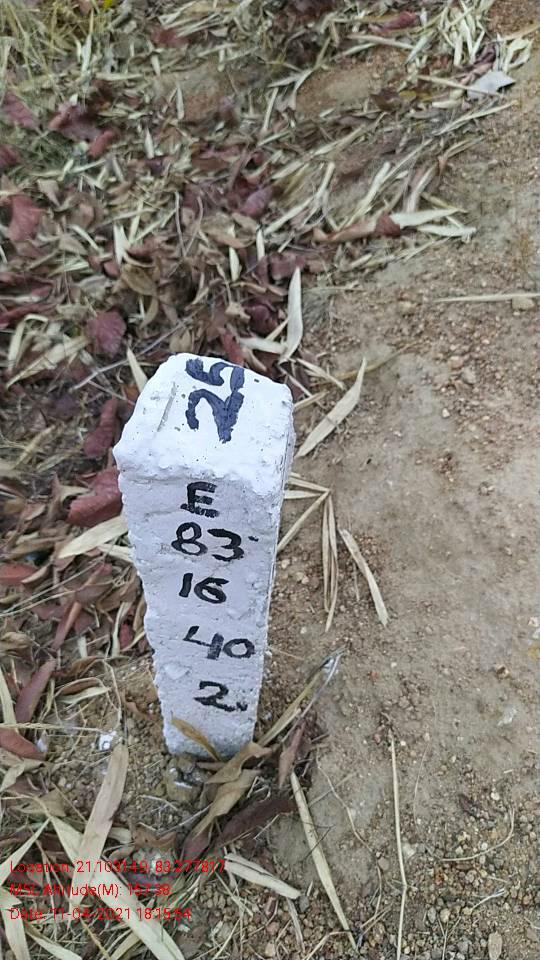 25
E
83
16
40
2
Location: 21.103149, 83.277817
MSL Altitude(M): 157.38
Date: 11-04-2021 18:15:54